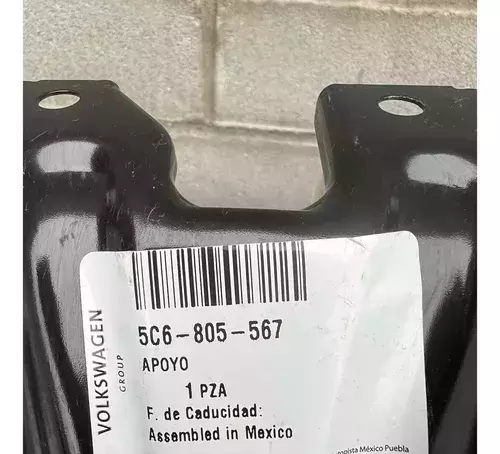 VOLKSWAGEN
GROUP
5C6-805-567
APOYO
1 PZA
F. de Caducidad:
Assembled in Mexico
México Puebla